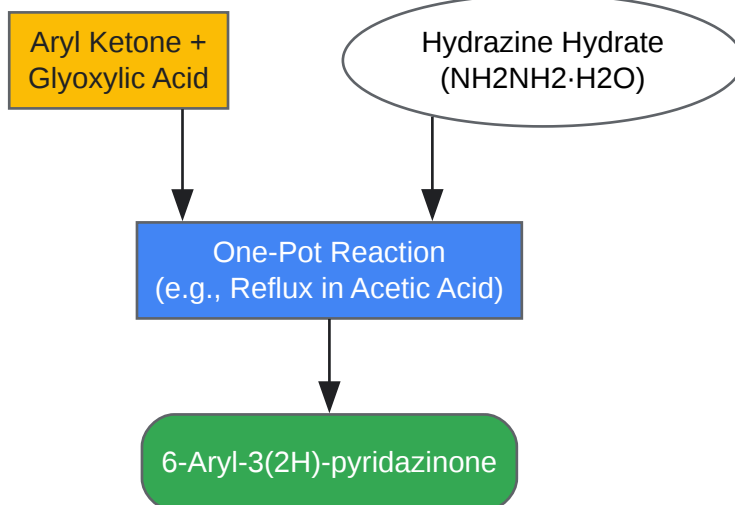 Aryl Ketone +
Glyoxylic Acid
Hydrazine Hydrate
(NH2NH2·H2O)
One-Pot Reaction
(e.g., Reflux in Acetic Acid)
6-Aryl-3(2H)-pyridazinone